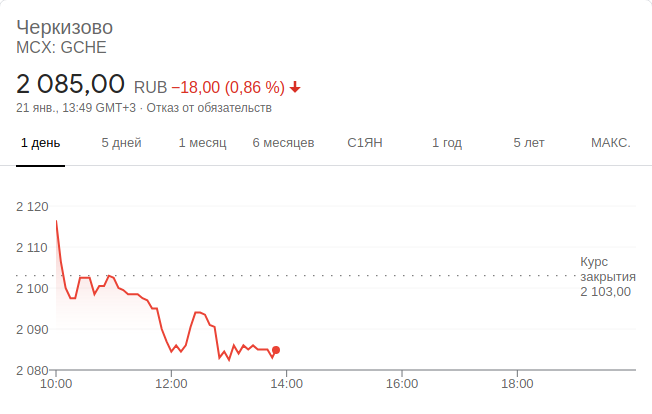 Черкизово
MCX: GCHE
2 085,00 RUB −18,00 (0,86 %)
21 янв., 13:49 GMT+3 · Отказ от обязательств
1 день 5 дней 1 месяц 6 месяцев С1ЯН 1 год 5 лет МАКС.
2 120
2 110
Курс
закрытия
2 103,00
2 100
2 090
2 080
10:00 12:00 14:00 16:00 18:00